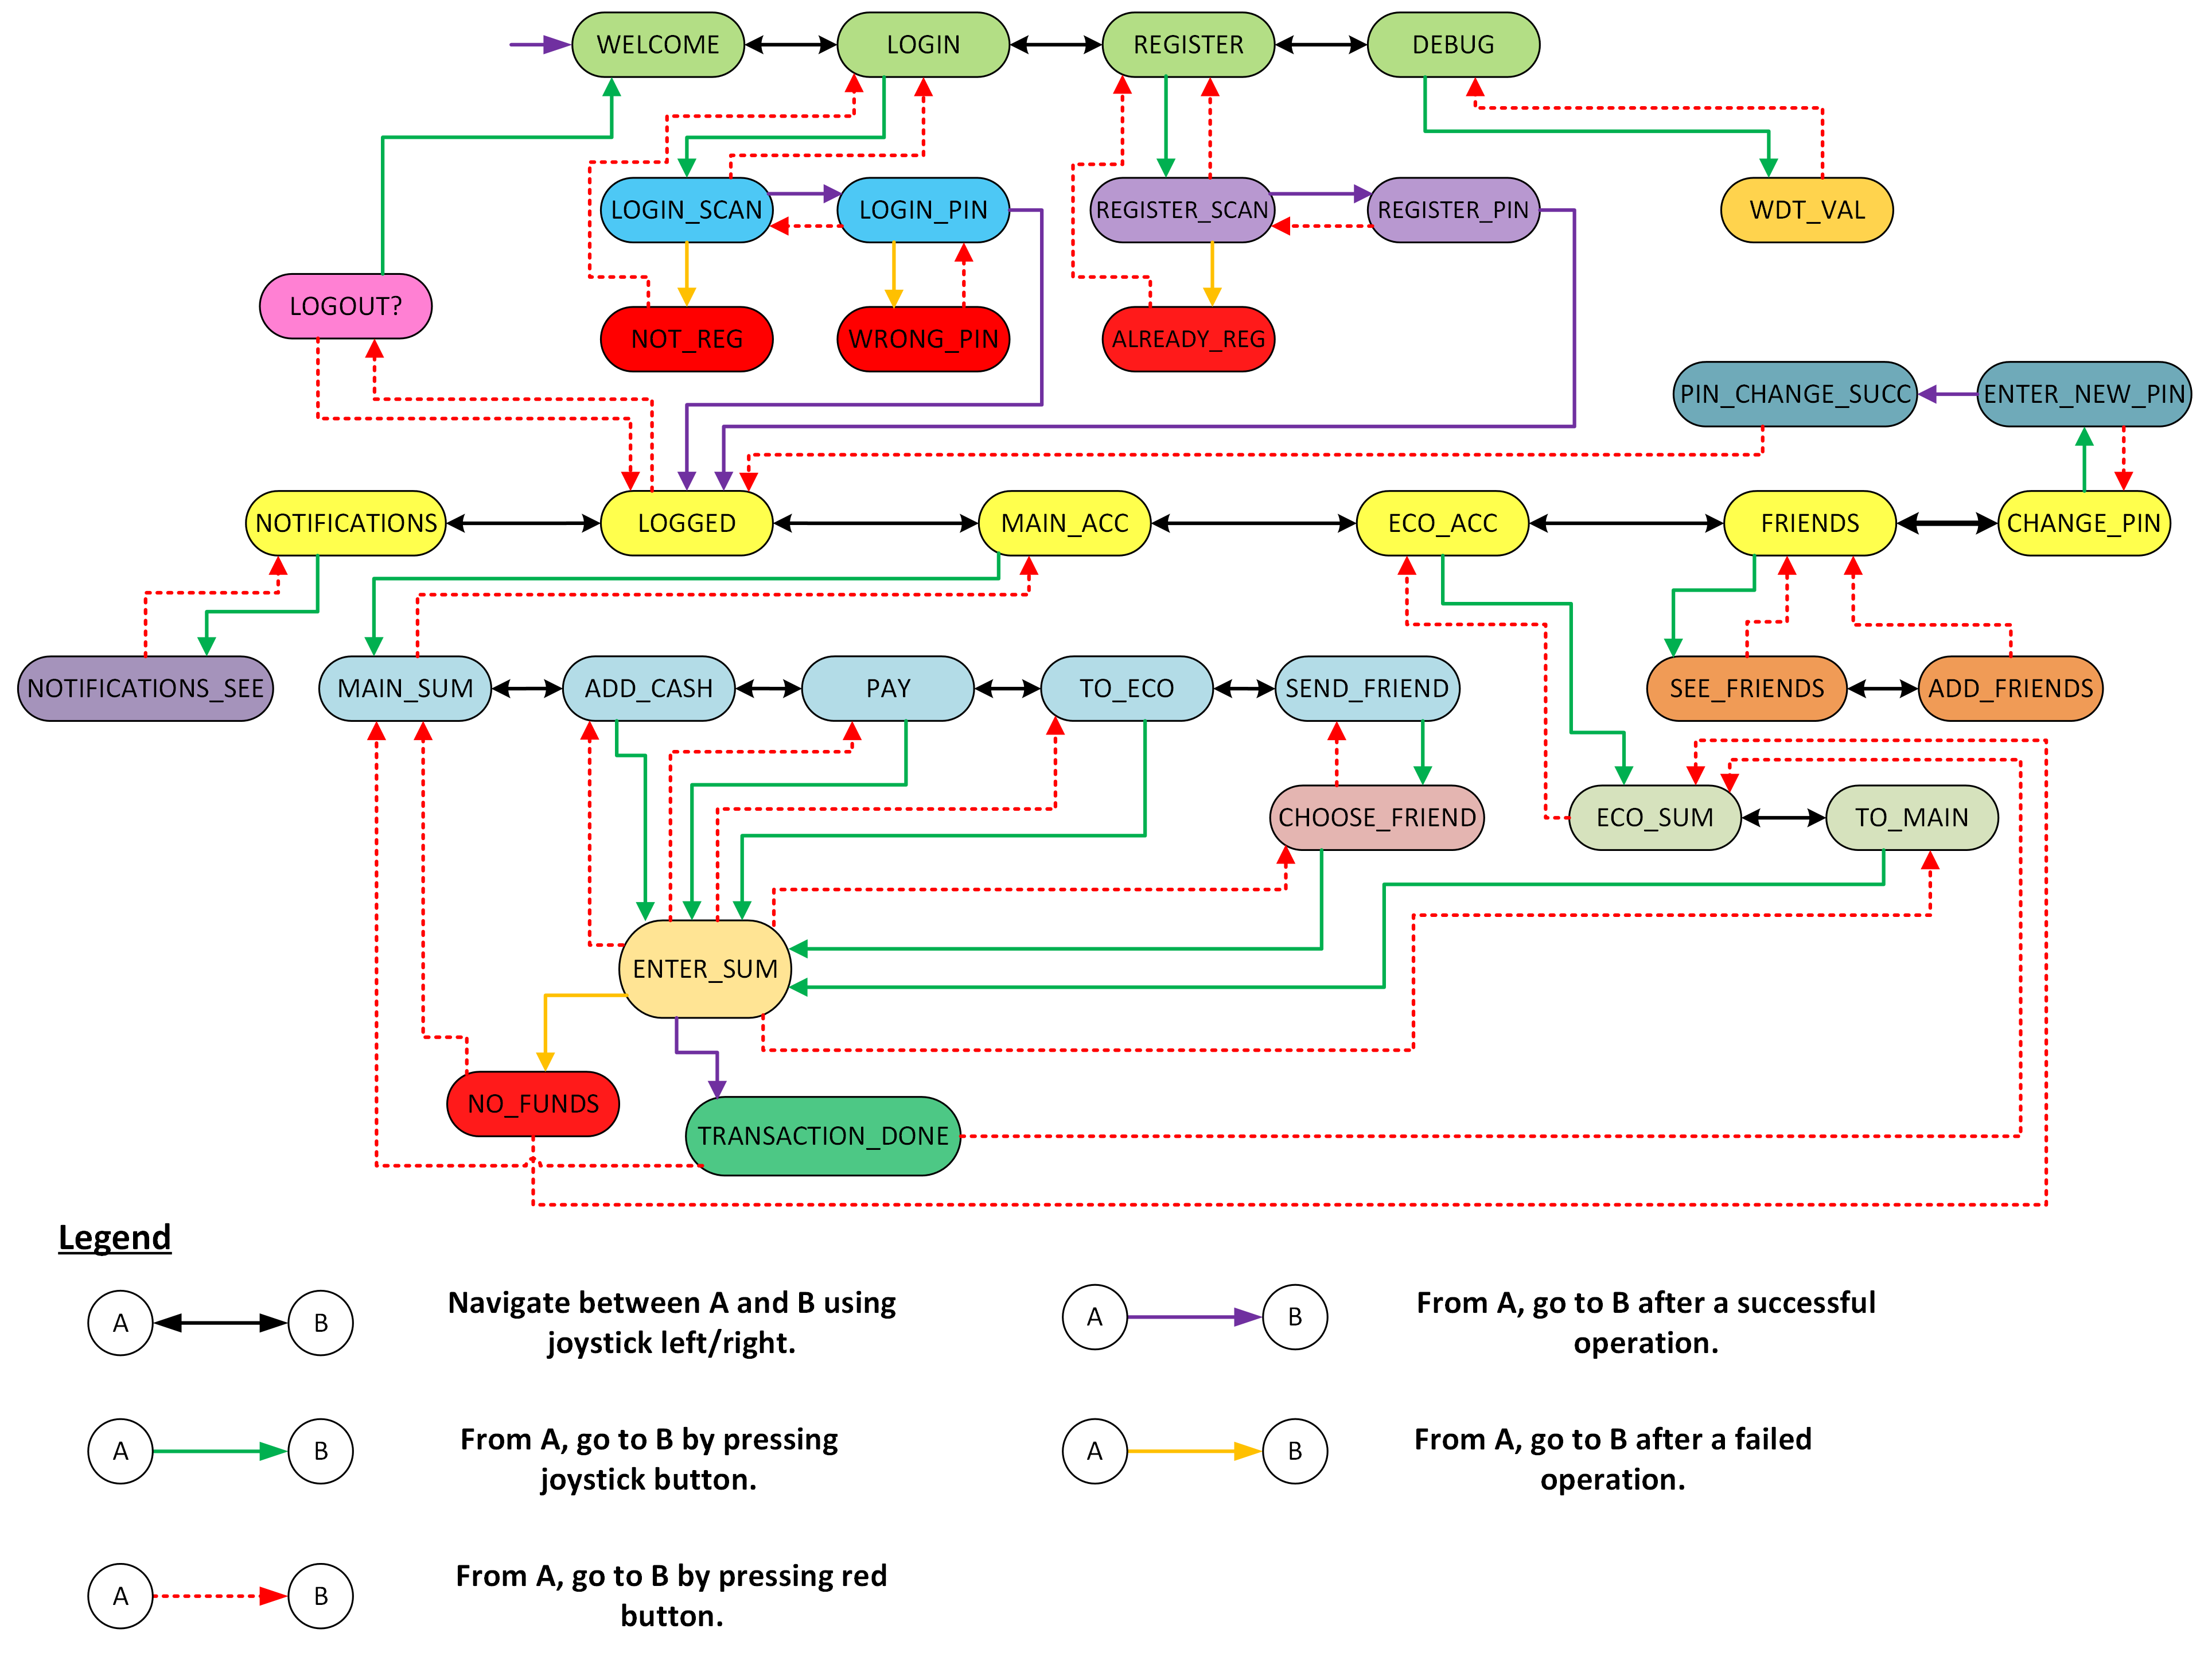 WELCOME
LOGIN
REGISTER
DEBUG
LOGIN_SCAN
LOGIN_PIN
REGISTER_SCAN
REGISTER_PIN
WDT_VAL
LOGOUT?
NOT_REG
WRONG_PIN
ALREADY_REG
PIN_CHANGE_SUCC
ENTER_NEW_PIN
NOTIFICATIONS
LOGGED
MAIN_ACC
ECO_ACC
FRIENDS
CHANGE_PIN
NOTIFICATIONS_SEE
MAIN_SUM
ADD_CASH
PAY
TO_ECO
SEND_FRIEND
SEE_FRIENDS
ADD_FRIENDS
CHOOSE_FRIEND
ECO_SUM
TO_MAIN
ENTER_SUM
NO_FUNDS
TRANSACTION_DONE
Legend
A
B
Navigate between A and B using
joystick left/right.
A
B
From A, go to B after a successful
operation.
A
B
From A, go to B by pressing
joystick button.
A
B
From A, go to B after a failed
operation.
A
B
From A, go to B by pressing red
button.